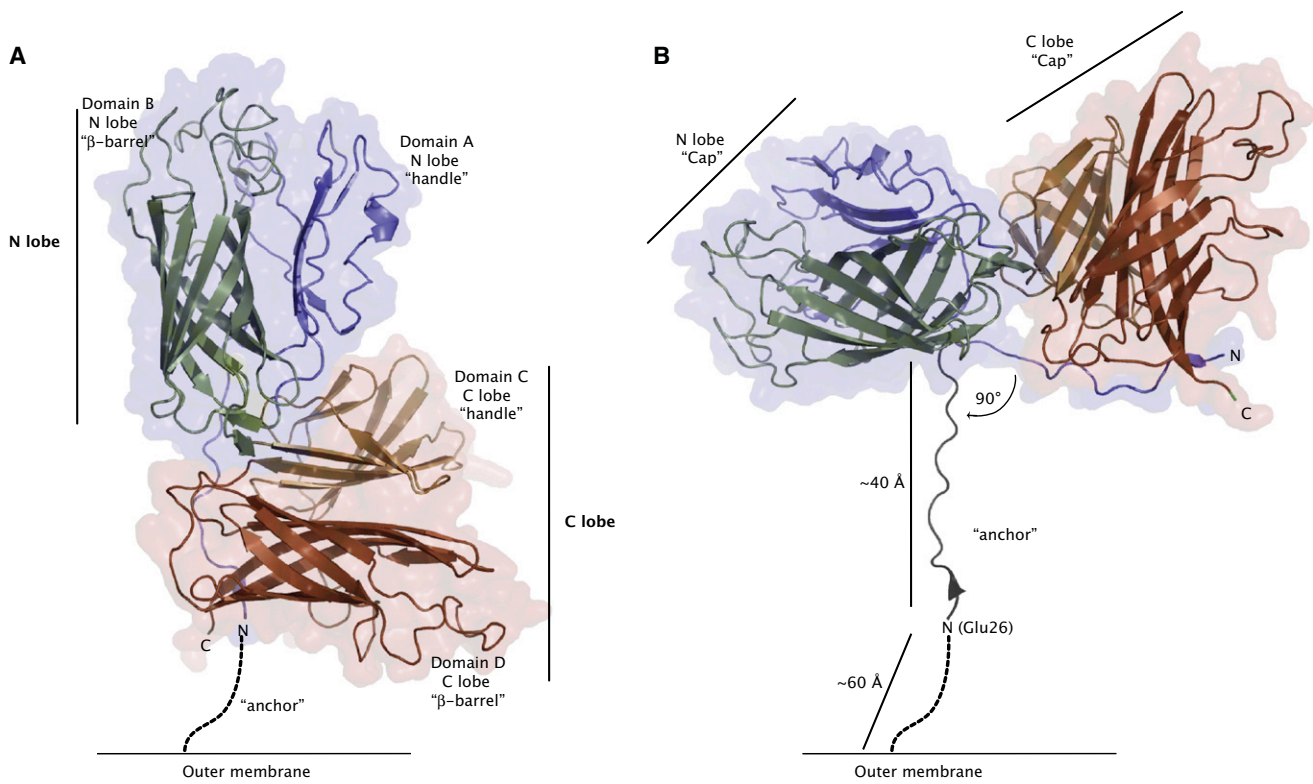 A
Domain B
N lobe
“β–barrel”
Domain A
N lobe
“handle”
N lobe
Domain C
C lobe
“handle”
C lobe
C
N
Domain D
C lobe
“β–barrel”
“anchor”
Outer membrane
B
C lobe
“Cap”
N lobe
“Cap”
N
C
90°
~40 Å
“anchor”
N (Glu26)
~60 Å
Outer membrane